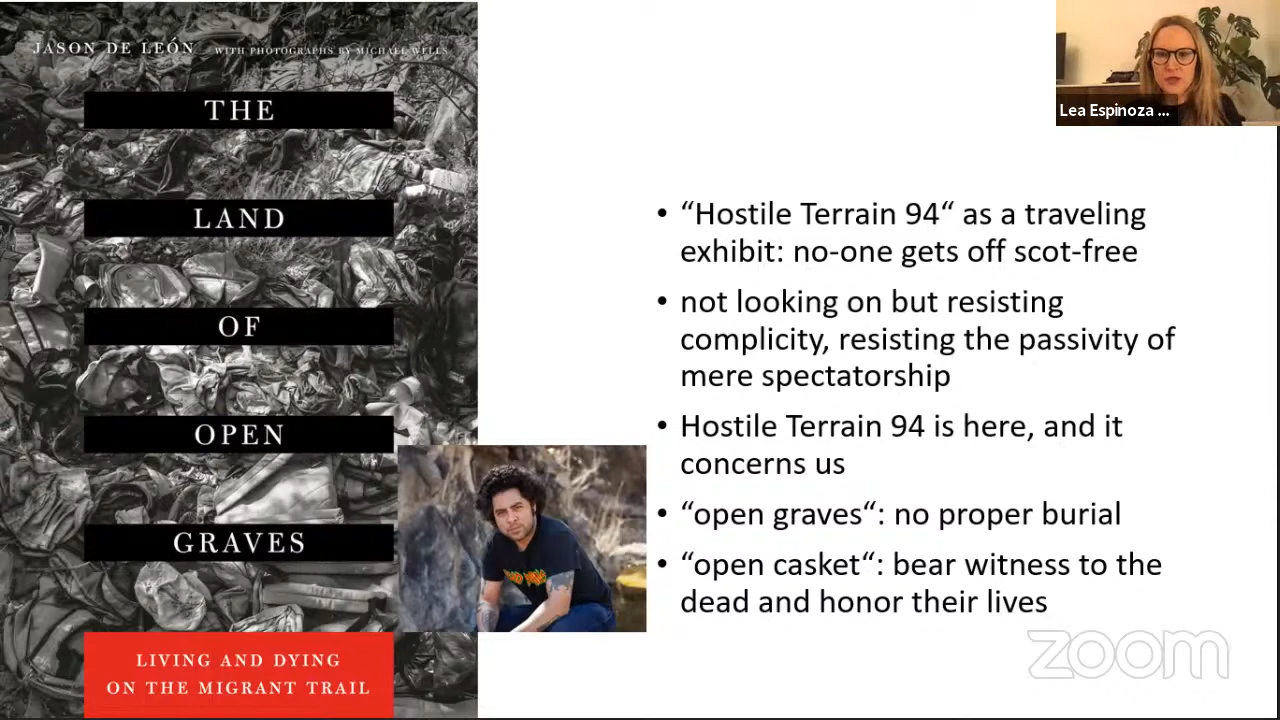 JASON DE LEÓN WITH PHOTOGRAPHS BY MICHAEL WELLS
THE
LAND
OF
OPEN
GRAVES
LIVING AND DYING
ON THE MIGRANT TRAIL
Lea Espinoza ...
• “Hostile Terrain 94“ as a traveling
exhibit: no-one gets off scot-free
• not looking on but resisting
complicity, resisting the passivity of
mere spectatorship
• Hostile Terrain 94 is here, and it
concerns us
• “open graves“: no proper burial
• “open casket“: bear witness to the
dead and honor their lives
zoom